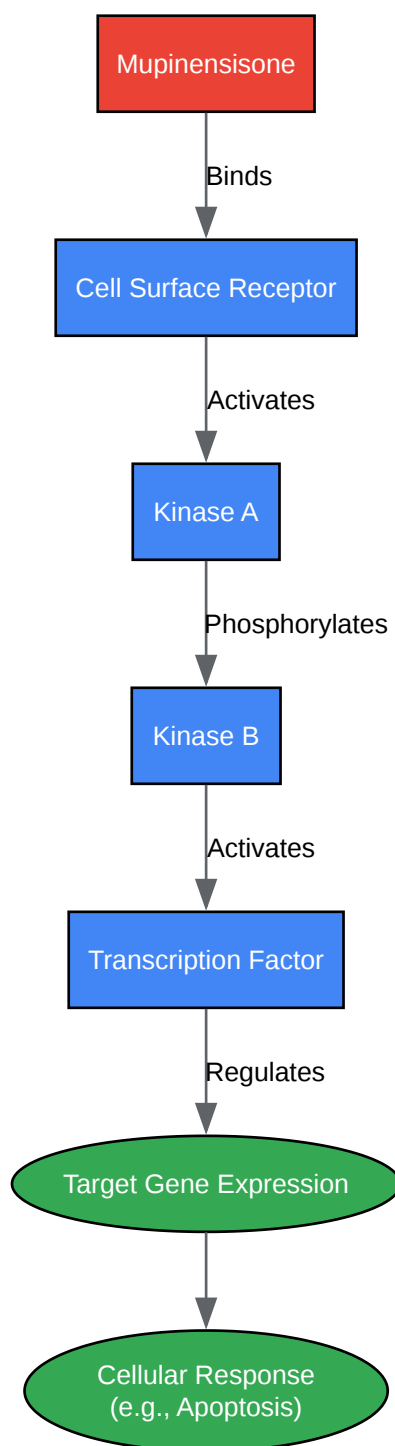 Mupinensisone
Binds
Cell Surface Receptor
Activates
Kinase A
Phosphorylates
Kinase B
Activates
Transcription Factor
Regulates
Target Gene Expression
Cellular Response
(e.g., Apoptosis)